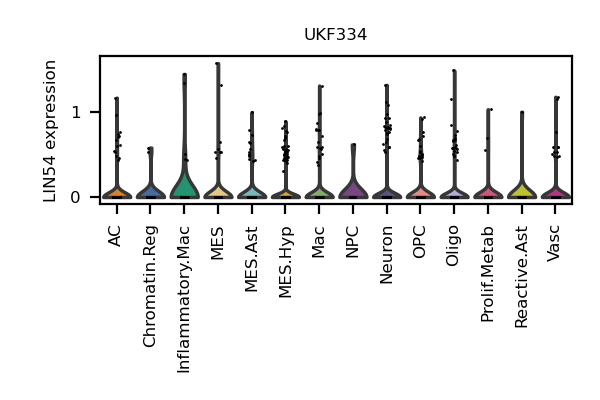 UKF334
LIN54 expression
1
0
AC
Chromatin.Reg
Inflammatory.Mac
MES
MES.Ast
MES.Hyp
Mac
NPC
Neuron
OPC
Oligo
Prolif.Metab
Reactive.Ast
Vasc